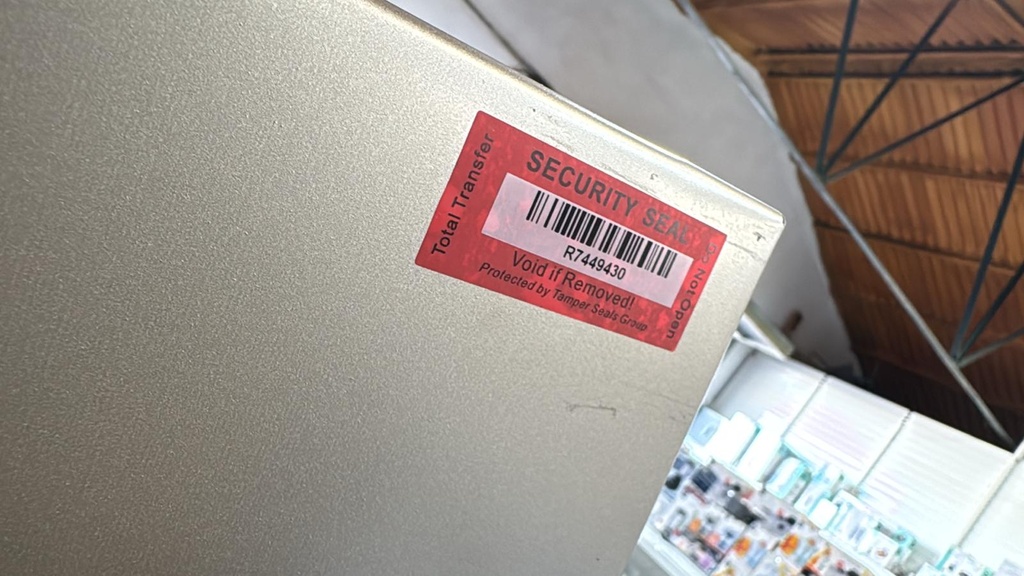 Total Transfer
SECURITY SEAL
R7449430
Void if Removed!
Protected by Tamper Seals Group
Do Not Open